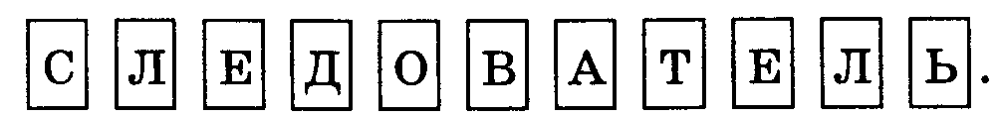 С Л Е Д О В А Т Е Л Ь .